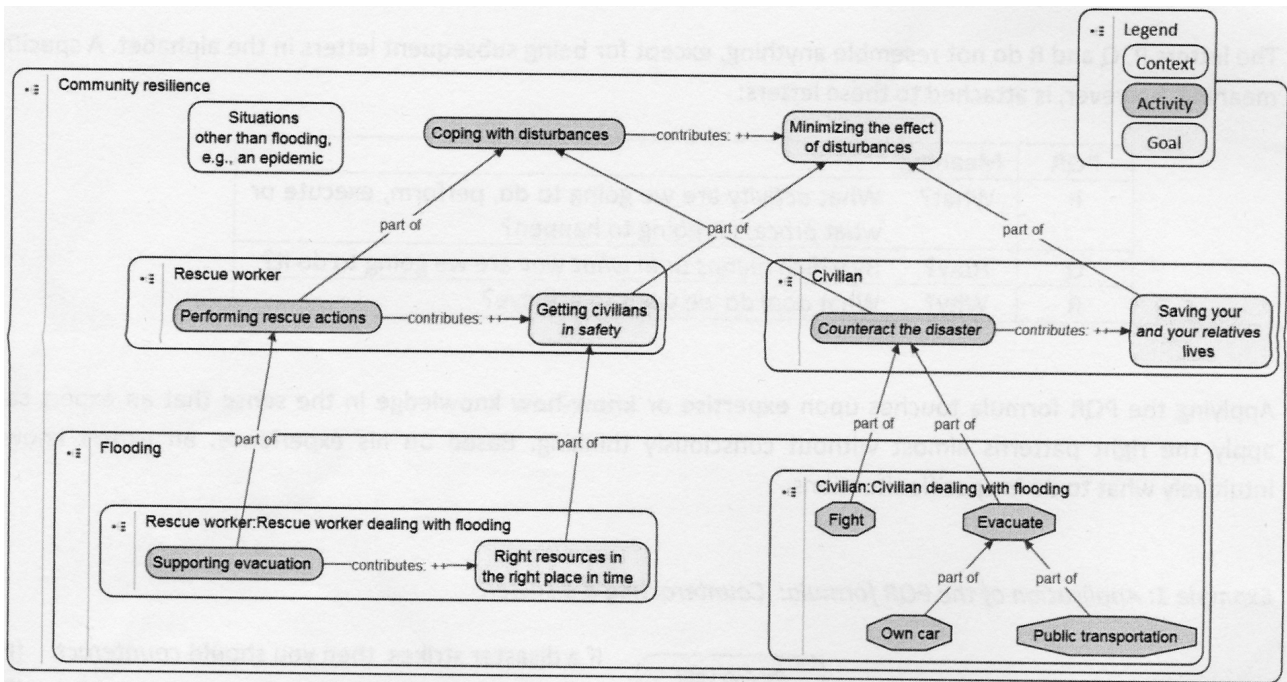 Legend
Context
Activity
Goal
Community resilience
Situations
other than flooding,
e.g., an epidemic
Coping with disturbances
contributes: ++
Minimizing the effect
of disturbances
part of
part of
part of
Rescue worker
Performing rescue actions
contributes: ++
Getting civilians
in safety
Civilian
Counteract the disaster
contributes: ++
Saving your
and your relatives
lives
part of
part of
part of
part of
Flooding
Rescue worker:Rescue worker dealing with flooding
Supporting evacuation
contributes: ++
Right resources in
the right place in time
Civilian:Civilian dealing with flooding
Fight
Evacuate
part of
part of
Own car
Public transportation